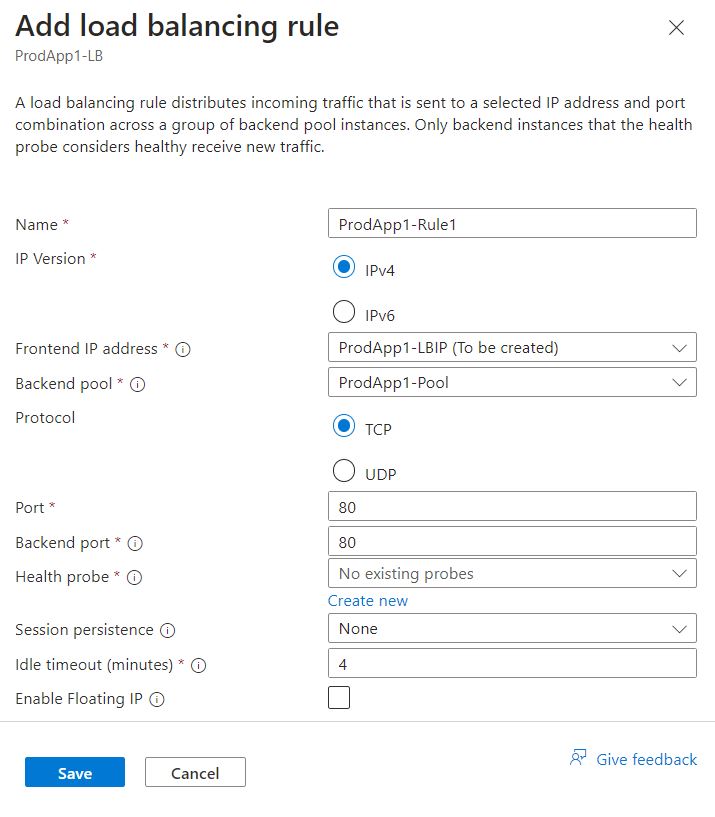 Add load balancing rule
ProdApp1-LB
A load balancing rule distributes incoming traffic that is sent to a selected IP address and port
combination across a group of backend pool instances. Only backend instances that the health
probe considers healthy receive new traffic.
Name * ProdApp1-Rule1
IP Version * IPv4
IPv6
Frontend IP address * ProdApp1-LBIP (To be created)
Backend pool * ProdApp1-Pool
Protocol TCP
UDP
Port * 80
Backend port * 80
Health probe * No existing probes
Create new
Session persistence None
Idle timeout (minutes) * 4
Enable Floating IP
Save Cancel Give feedback